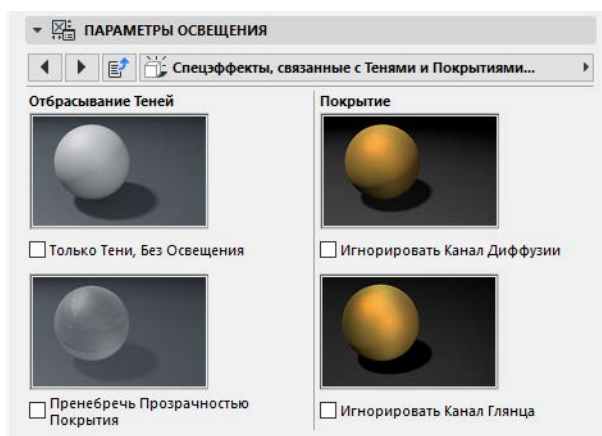 ПАРАМЕТРЫ ОСВЕЩЕНИЯ
Спецэффекты, связанные с Тенями и Покрытиями...
Отбрасывание Теней
Покрытие
Только Тени, Без Освещения
Игнорировать Канал Диффузии
Пренебречь Прозрачностью
Покрытия
Игнорировать Канал Глянца